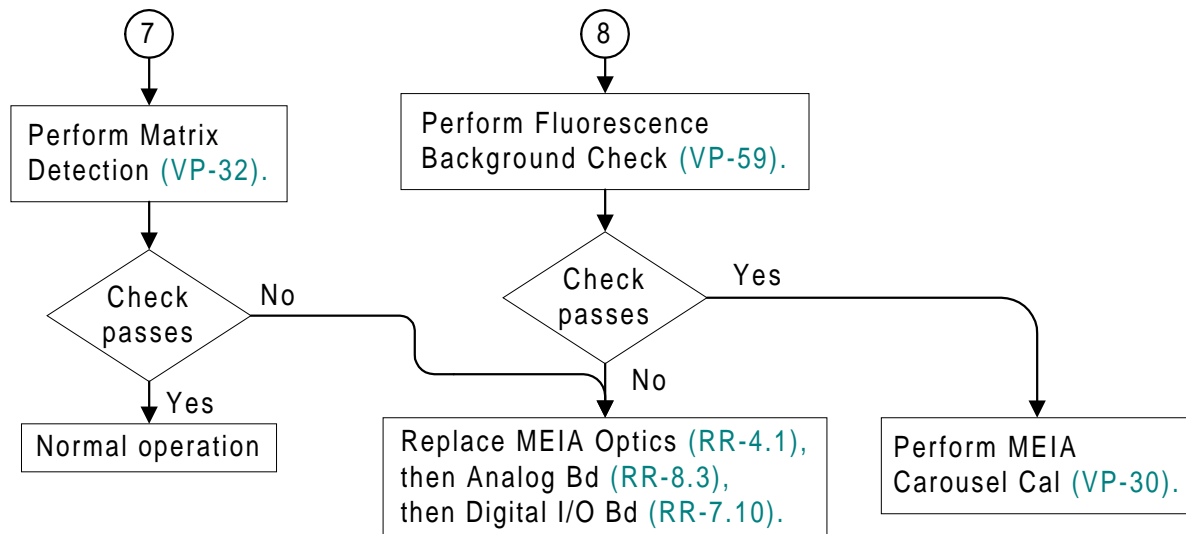 7
Perform Matrix
Detection (VP-32).
Check
passes
No
Yes
Normal operation
8
Perform Fluorescence
Background Check (VP-59).
Check
passes
Yes
No
Replace MEIA Optics (RR-4.1),
then Analog Bd (RR-8.3),
then Digital I/O Bd (RR-7.10).
Perform MEIA
Carousel Cal (VP-30).